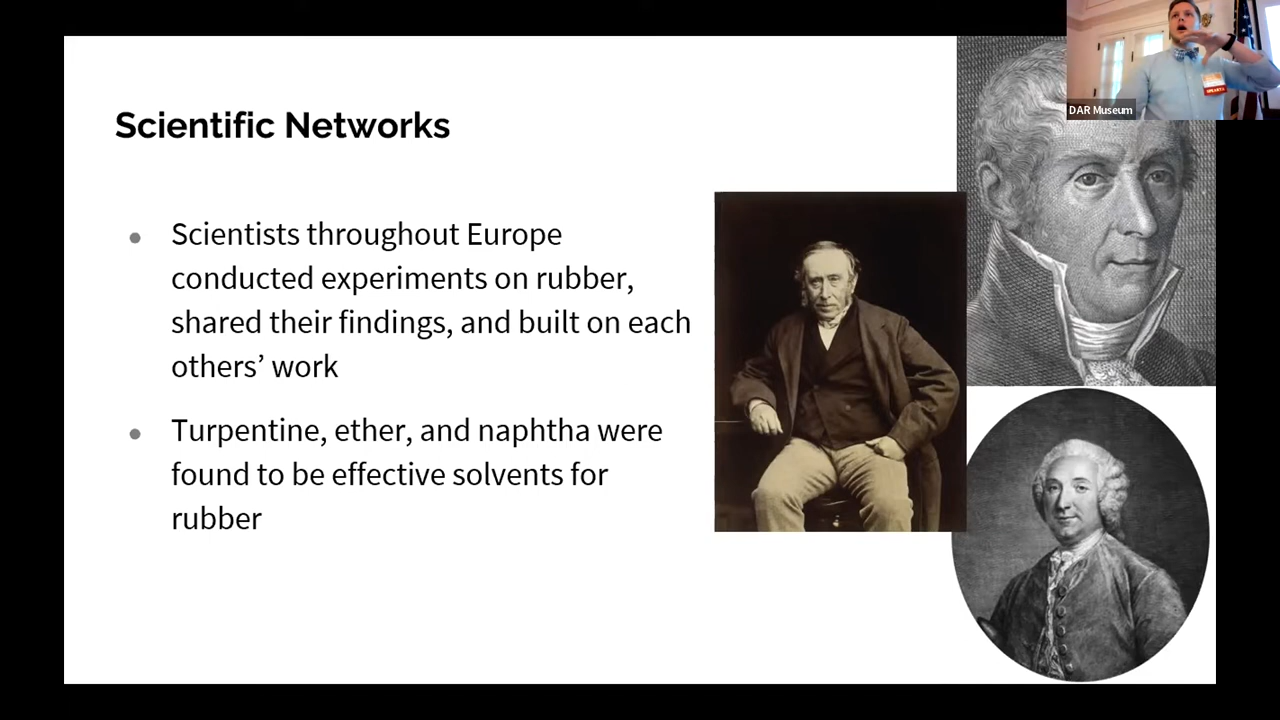 Scientific Networks
Scientists throughout Europe
conducted experiments on rubber,
shared their findings, and built on each
others’ work
Turpentine, ether, and naphtha were
found to be effective solvents for
rubber
DAR Museum